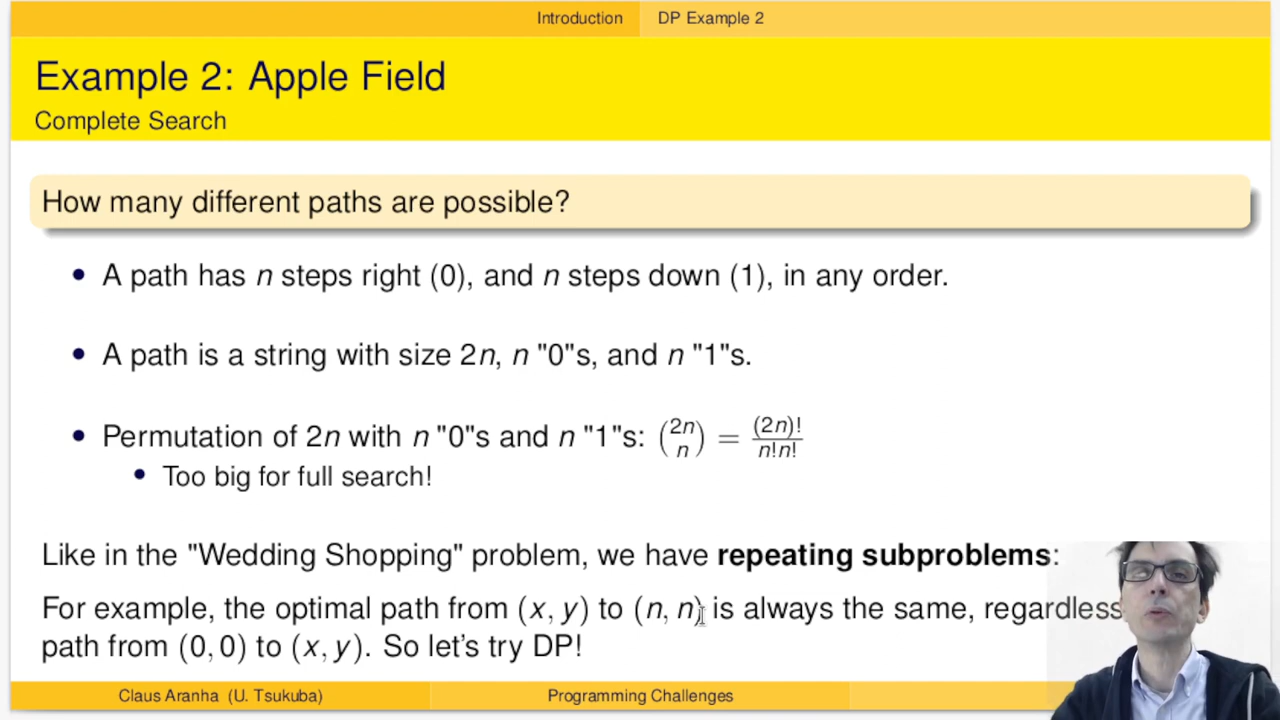 Introduction DP Example 2
Example 2: Apple Field
Complete Search
How many different paths are possible?
• A path has n steps right (0), and n steps down (1), in any order.
• A path is a string with size 2n, n "0"s, and n "1"s.
• Permutation of 2n with n "0"s and n "1"s: (2n n) = (2n)!/n!n!
• Too big for full search!
Like in the "Wedding Shopping" problem, we have repeating subproblems:
For example, the optimal path from (x, y) to (n, n) is always the same, regardless
path from (0, 0) to (x, y). So let's try DP!
Claus Aranha (U. Tsukuba) Programming Challenges